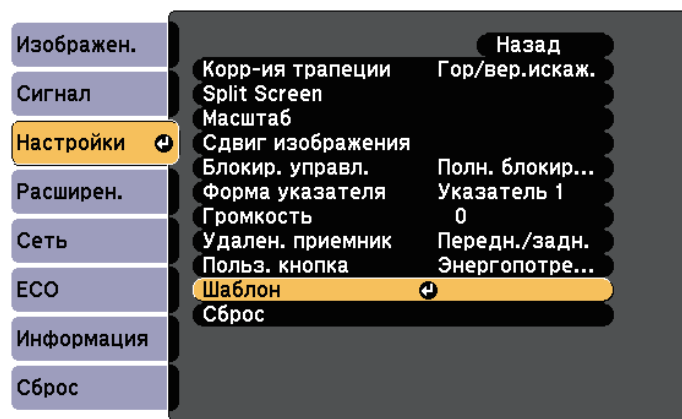 Изображен.
Сигнал
Настройки
Расширен.
Сеть
ECO
Информация
Сброс
Назад
Корр-ия трапеции Гор/вер.искаж.
Split Screen
Масштаб
Сдвиг изображения
Блокир. управл. Полн. блокир...
Форма указателя Указатель 1
Громкость 0
Удален. приемник Передн./задн.
Польз. кнопка Энергопотре...
Шаблон
Сброс